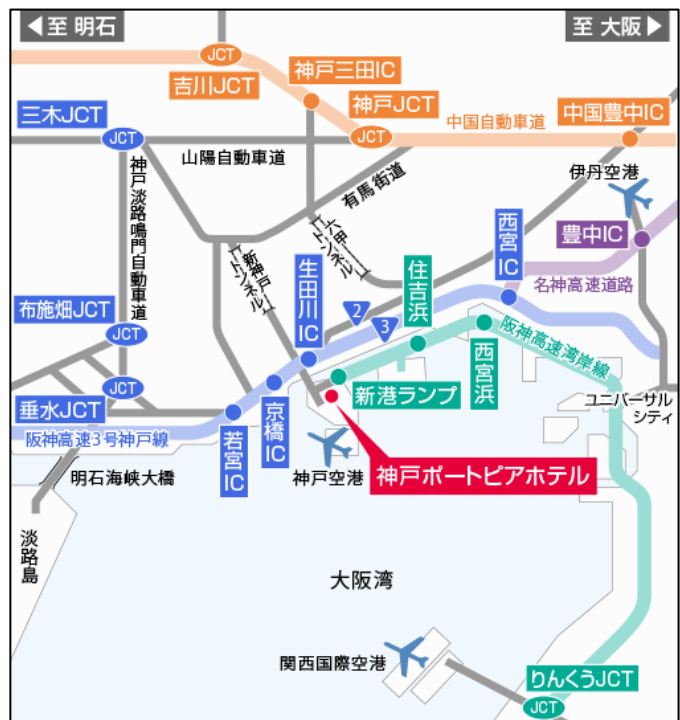 ◀至 明石
至 大阪▶
JCT
吉川JCT
神戸三田IC
神戸JCT
JCT
中国自動車道
中国豊中IC
三木JCT
JCT
山陽自動車道
有馬街道
伊丹空港
神戸淡路鳴門自動車道
新神戸
トンネル
六甲
トンネル
生田川IC
2
3
住吉浜
西宮IC
豊中IC
名神高速道路
布施畑JCT
JCT
西宮浜
阪神高速湾岸線
垂水JCT
JCT
新港ランプ
ユニバーサル
シティ
阪神高速3号神戸線
若宮IC
京橋IC
神戸空港
神戸ポートピアホテル
明石海峡大橋
淡路島
大阪湾
関西国際空港
りんくうJCT
JCT